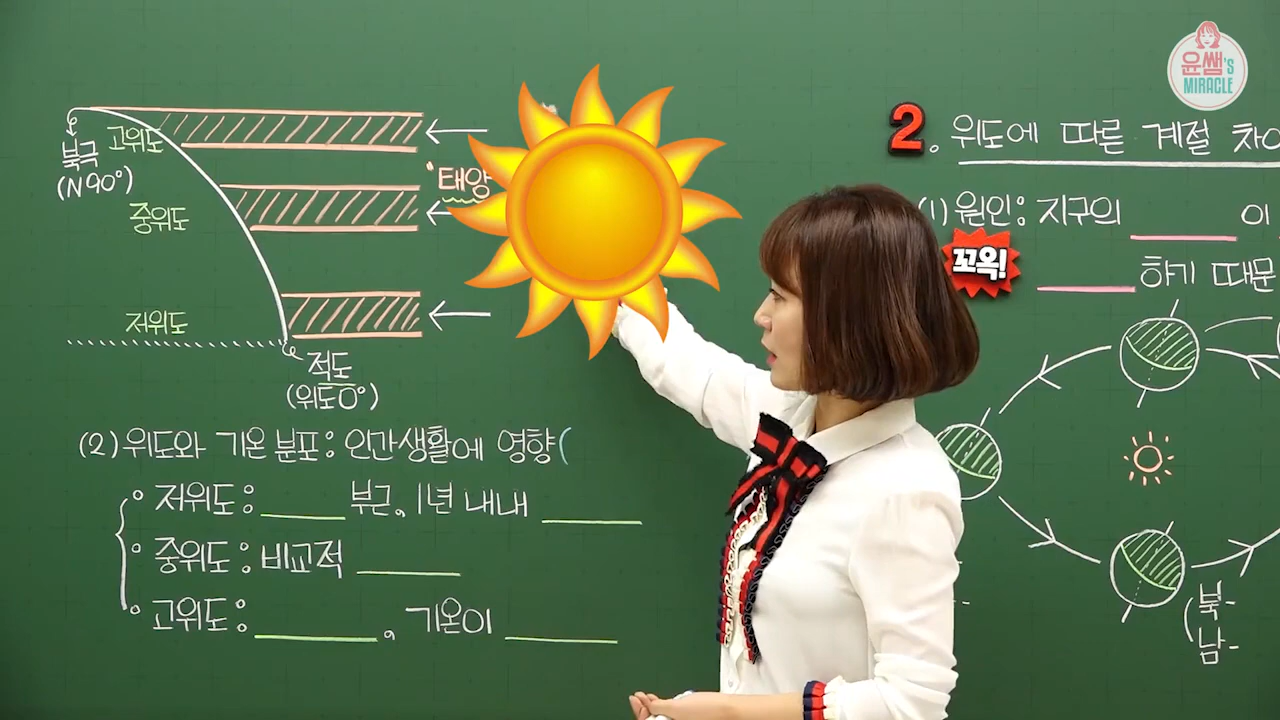 윤쌤's
MIRACLE
고위도
북극
(N90°)
태양
중위도
저위도
적도
(위도0°)
(2) 위도와 기온 분포: 인간생활에 영향(
저위도: 부근, 1년 내내
중위도: 비교적
고위도: , 기온이
2. 위도에 따른 계절
(1) 원인: 지구의 이
꼬옥!
하기 때문
(북-
남-